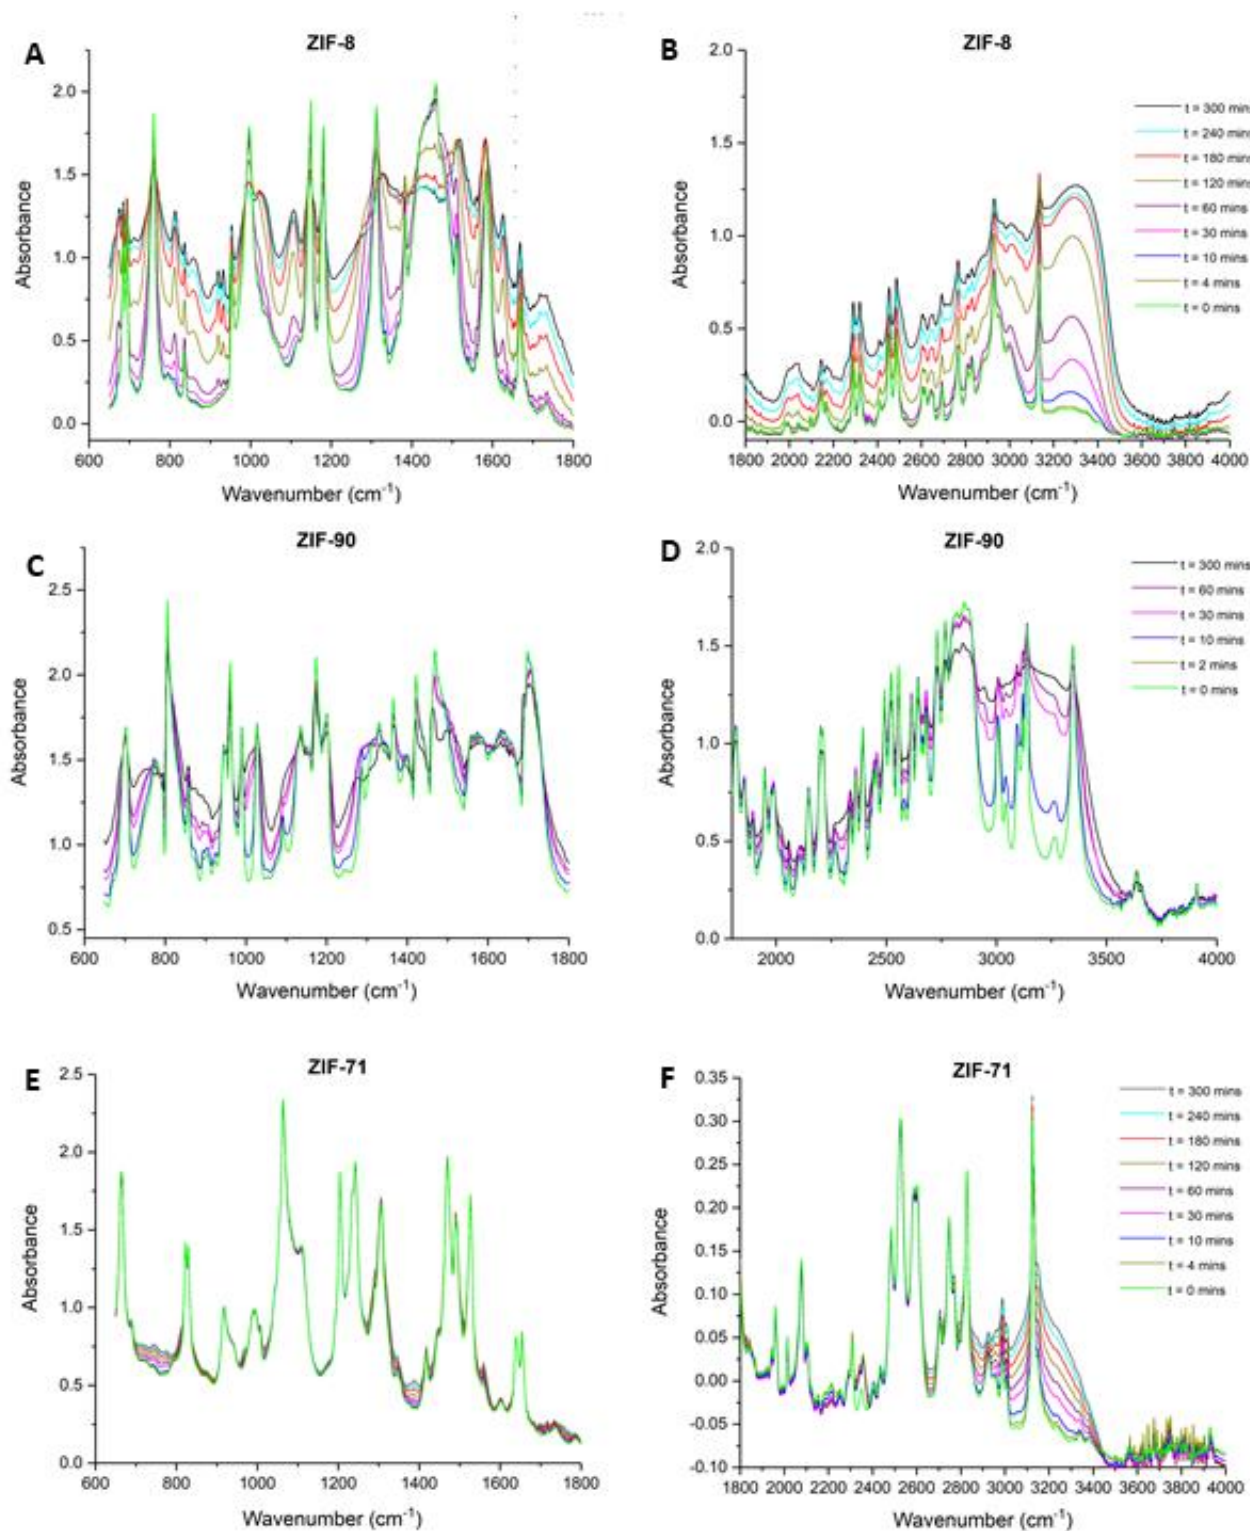 A
ZIF-8
2.0
1.5
1.0
0.5
0.0
Absorbance
600 800 1000 1200 1400 1600 1800
Wavenumber (cm⁻¹)
B
ZIF-8
2.0
1.5
1.0
0.5
0.0
Absorbance
1800 2000 2200 2400 2600 2800 3000 3200 3400 3600 3800 4000
Wavenumber (cm⁻¹)
t = 300 mins
t = 240 mins
t = 180 mins
t = 120 mins
t = 60 mins
t = 30 mins
t = 10 mins
t = 4 mins
t = 0 mins
C
ZIF-90
2.5
2.0
1.5
1.0
0.5
Absorbance
600 800 1000 1200 1400 1600 1800
Wavenumber (cm⁻¹)
D
ZIF-90
2.0
1.5
1.0
0.5
0.0
Absorbance
2000 2500 3000 3500 4000
Wavenumber (cm⁻¹)
t = 300 mins
t = 60 mins
t = 30 mins
t = 10 mins
t = 2 mins
t = 0 mins
E
ZIF-71
2.5
2.0
1.5
1.0
0.5
0.0
Absorbance
600 800 1000 1200 1400 1600 1800
Wavenumber (cm⁻¹)
F
ZIF-71
0.35
0.30
0.25
0.20
0.15
0.10
0.05
0.00
-0.05
-0.10
Absorbance
1800 2000 2200 2400 2600 2800 3000 3200 3400 3600 3800 4000
Wavenumber (cm⁻¹)
t = 300 mins
t = 240 mins
t = 180 mins
t = 120 mins
t = 60 mins
t = 30 mins
t = 10 mins
t = 4 mins
t = 0 mins